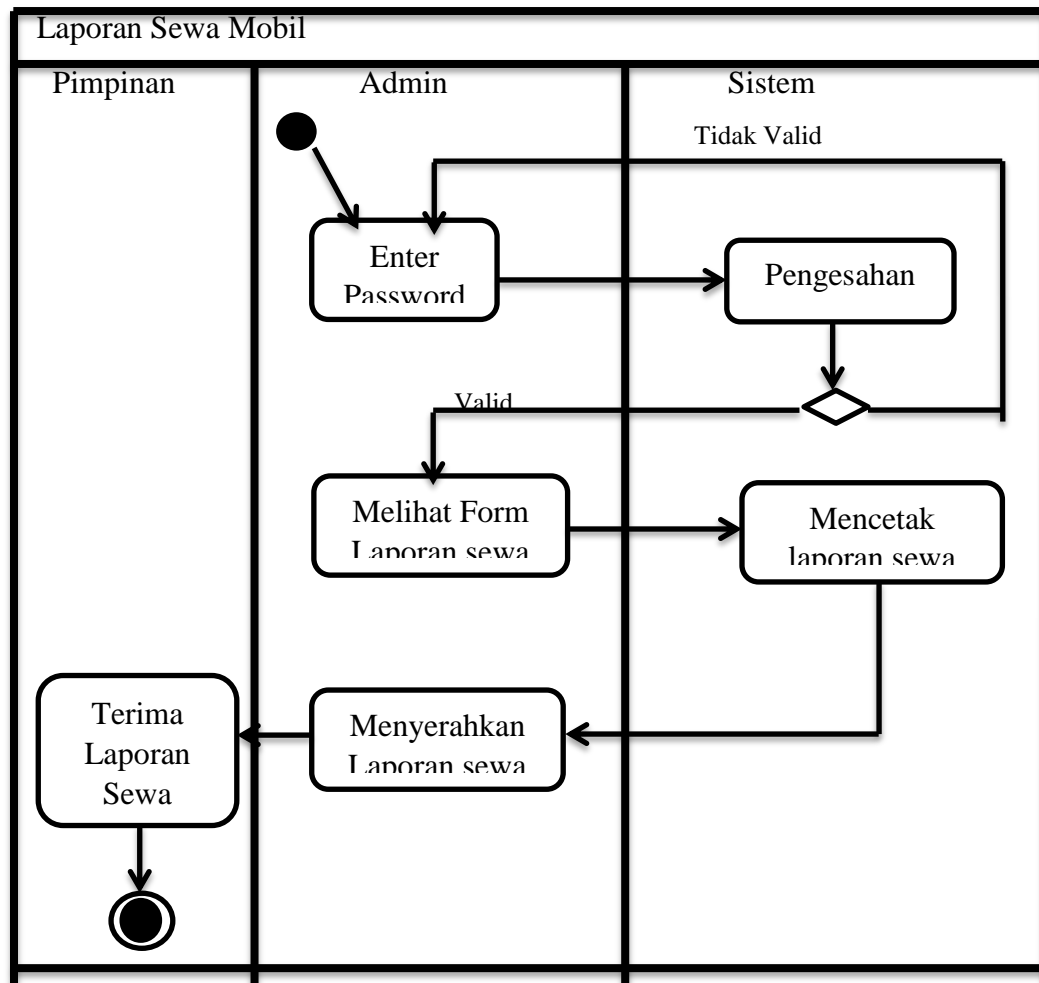 Laporan Sewa Mobil
Pimpinan
Admin
Sistem
Tidak Valid
Enter
Password
Pengesahan
Valid
Melihat Form
Laporan sewa
Mencetak
laporan sewa
Terima
Laporan
Sewa
Menyerahkan
Laporan sewa